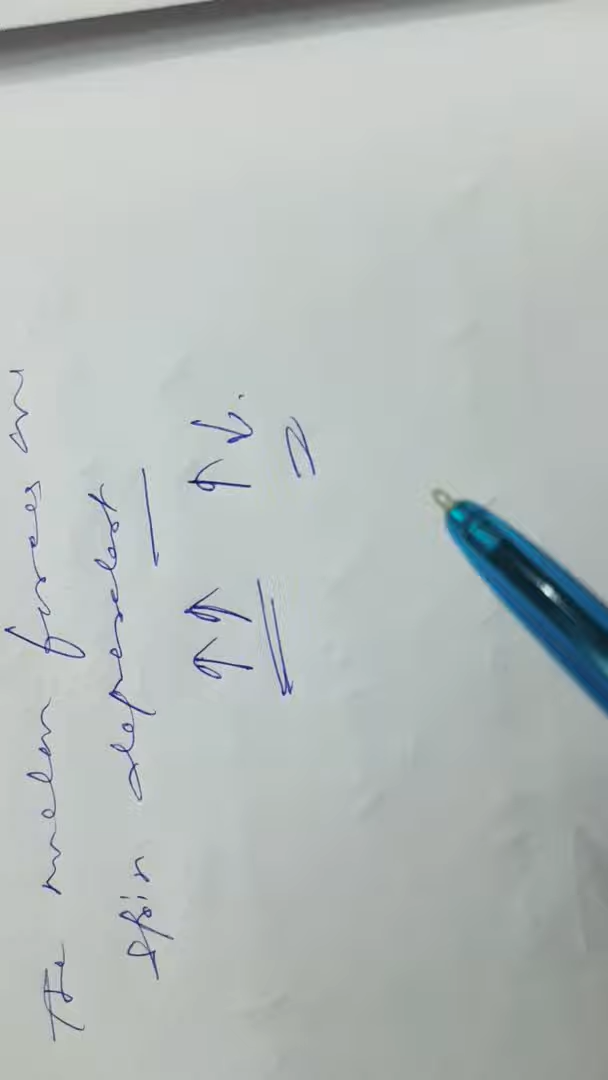 The nuclear forces are
spin dependent
↑↑ ↑↓.